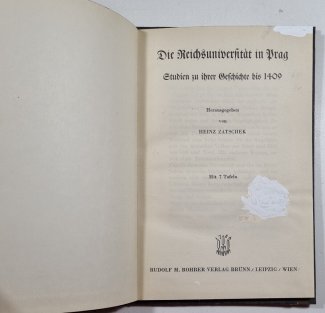 Die Reichsuniversität in Prag
Studien zu ihrer Geschichte bis 1409
Herausgegeben
von
HEINZ ZATSCHEK
Mit 7 Tafeln
RUDOLF M. ROHRER VERLAG BRÜNN / LEIPZIG / WIEN